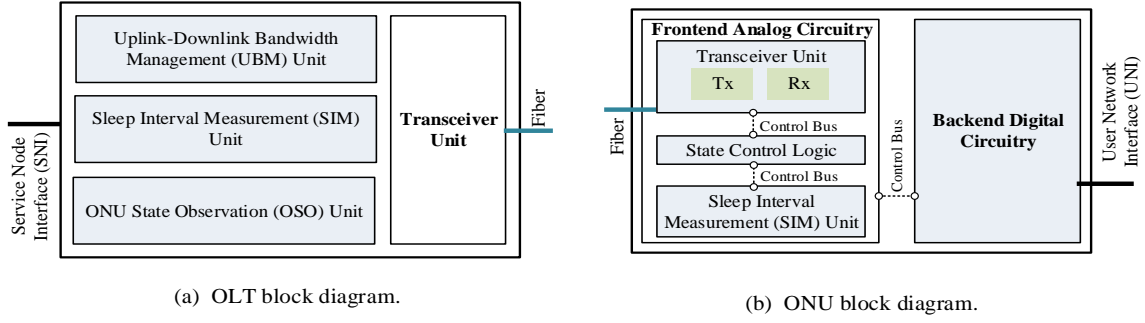 Uplink-Downlink Bandwidth
Management (UBM) Unit
Sleep Interval Measurement (SIM)
Unit
ONU State Observation (OSO) Unit
Transceiver
Unit
Service Node
Interface (SNI)
Fiber
(a) OLT block diagram.
Frontend Analog Circuitry
Transceiver Unit
Tx
Rx
Control Bus
State Control Logic
Control Bus
Sleep Interval
Measurement (SIM) Unit
Fiber
Control Bus
Backend Digital
Circuitry
User Network
Interface (UNI)
(b) ONU block diagram.